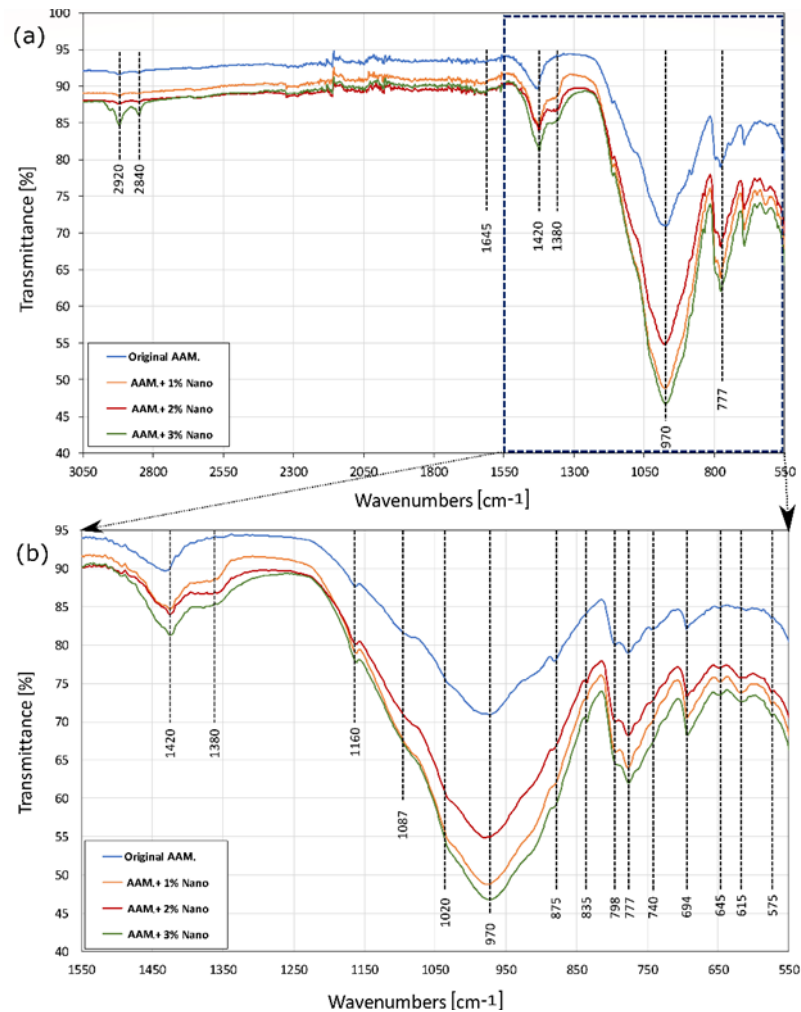 (a)
100
95
90
85
80
75
70
65
60
55
50
45
40
Transmittance [%]
2920
2840
1645
1420
1380
970
777
Original AAM.
AAM.+ 1% Nano
AAM.+ 2% Nano
AAM.+ 3% Nano
3050 2800 2550 2300 2050 1800 1550 1300 1050 800 550
Wavenumbers [cm-1]
(b)
95
90
85
80
75
70
65
60
55
50
45
40
Transmittance [%]
1420
1380
1160
1087
1020
970
875
835
798
777
740
694
645
615
575
Original AAM.
AAM.+ 1% Nano
AAM.+ 2% Nano
AAM.+ 3% Nano
1550 1450 1350 1250 1150 1050 950 850 750 650 550
Wavenumbers [cm-1]